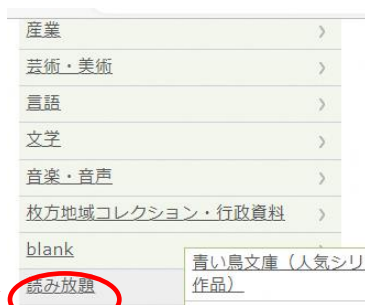 産業
芸術・美術
言語
文学
音楽・音声
枚方地域コレクション・行政資料
blank
読み放題
青い鳥文庫（人気シリ
作品）